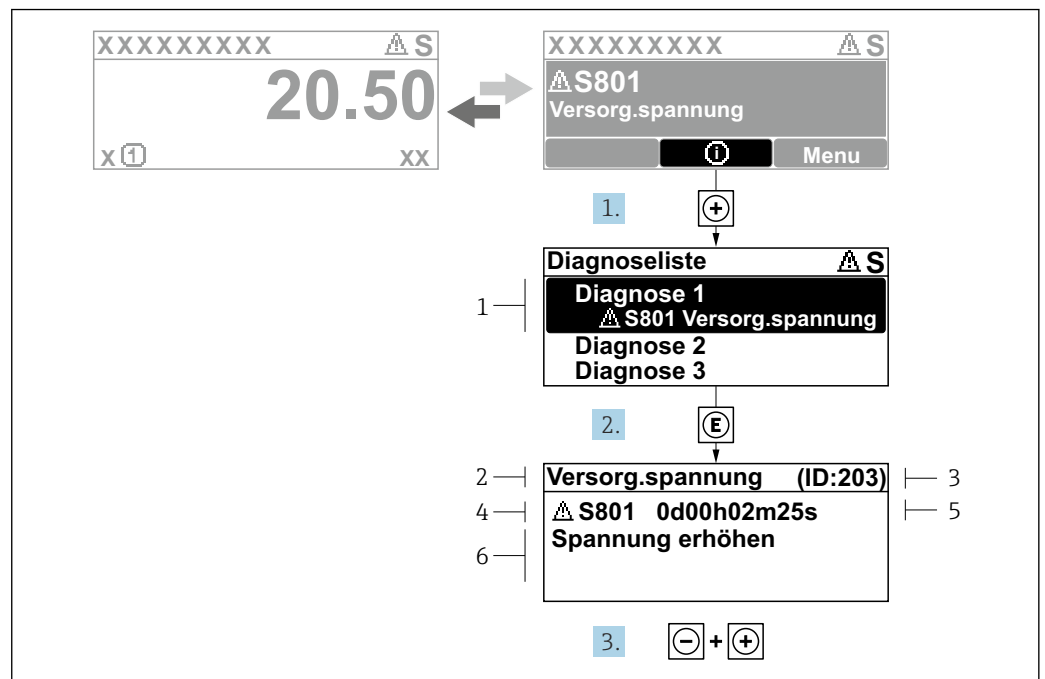 XXXXXXXXX ⚠ S
20.50
x ① xx
XXXXXXXXX ⚠ S
⚠ S801
Versorg.spannung
ⓘ Menu
1. +
Diagnoseliste ⚠ S
1
Diagnose 1
⚠ S801 Versorg.spannung
Diagnose 2
Diagnose 3
2. E
2 Versorg.spannung (ID:203) 3
4 ⚠ S801 0d00h02m25s 5
6 Spannung erhöhen
3. - + +